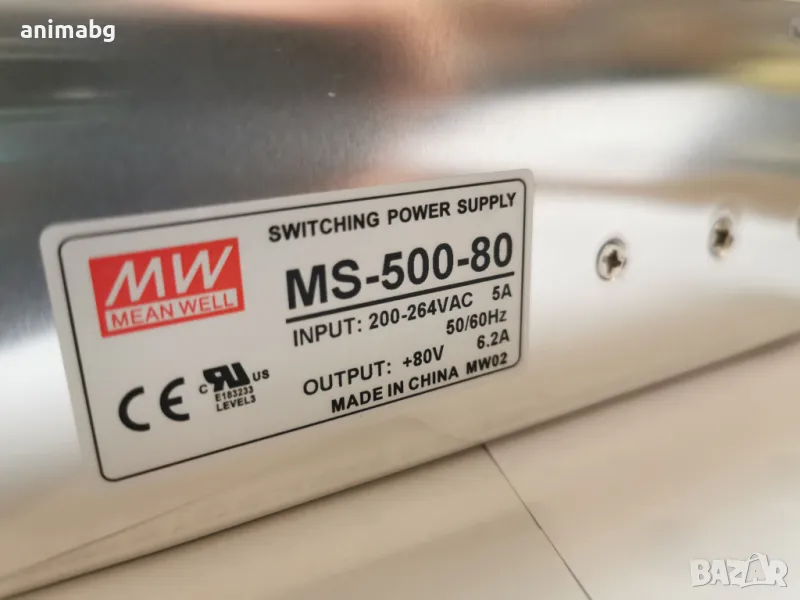 animabg
SWITCHING POWER SUPPLY
MW
MEAN WELL
MS-500-80
INPUT: 200-264VAC 5A
50/60Hz
OUTPUT: +80V 6.2A
MADE IN CHINA MW02
CE
c RU US
E183233
LEVEL3
BAZAR